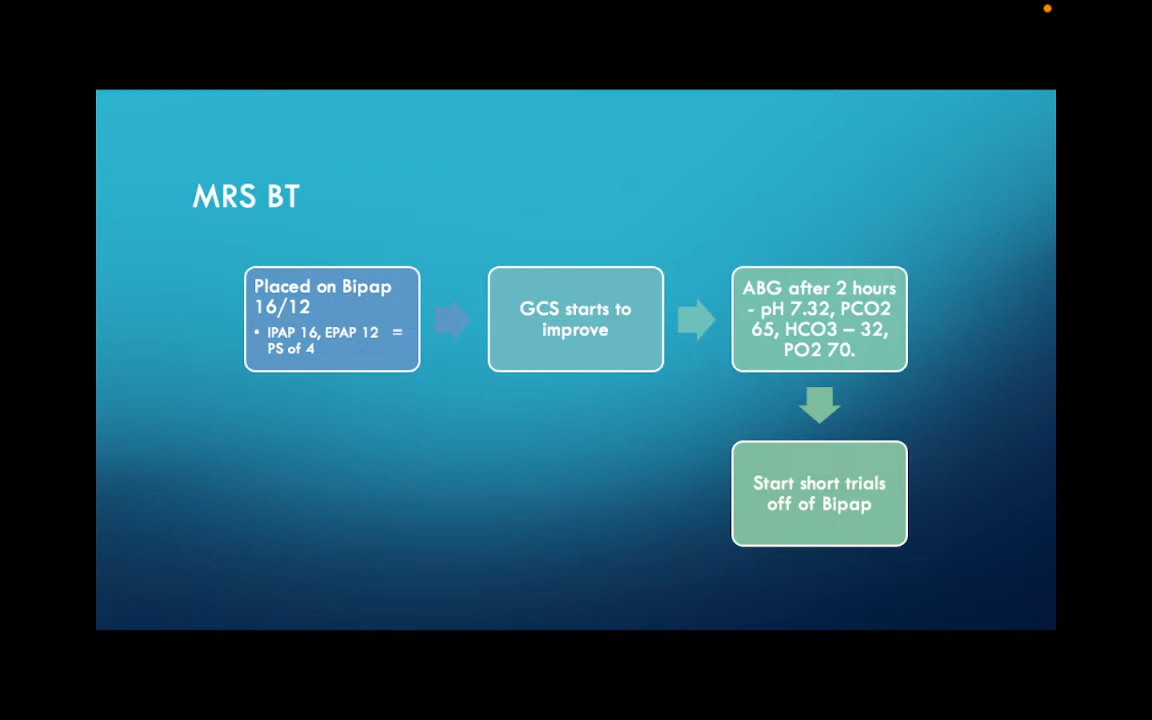 MRS BT
Placed on Bipap
16/12
• IPAP 16, EPAP 12 =
PS of 4
GCS starts to
improve
ABG after 2 hours
- pH 7.32, PCO2
65, HCO3 – 32,
PO2 70.
Start short trials
off of Bipap